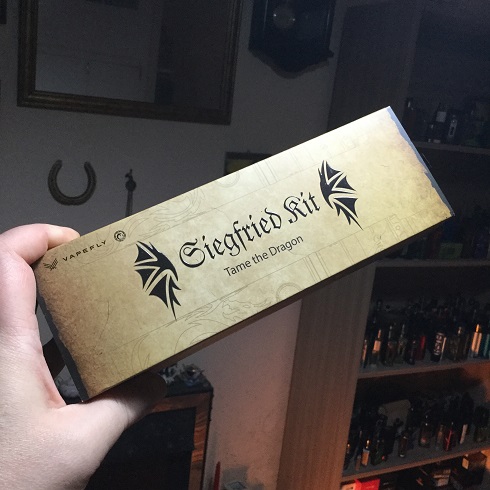 VAPEFLY
Siegfried Kit
Tame the Dragon